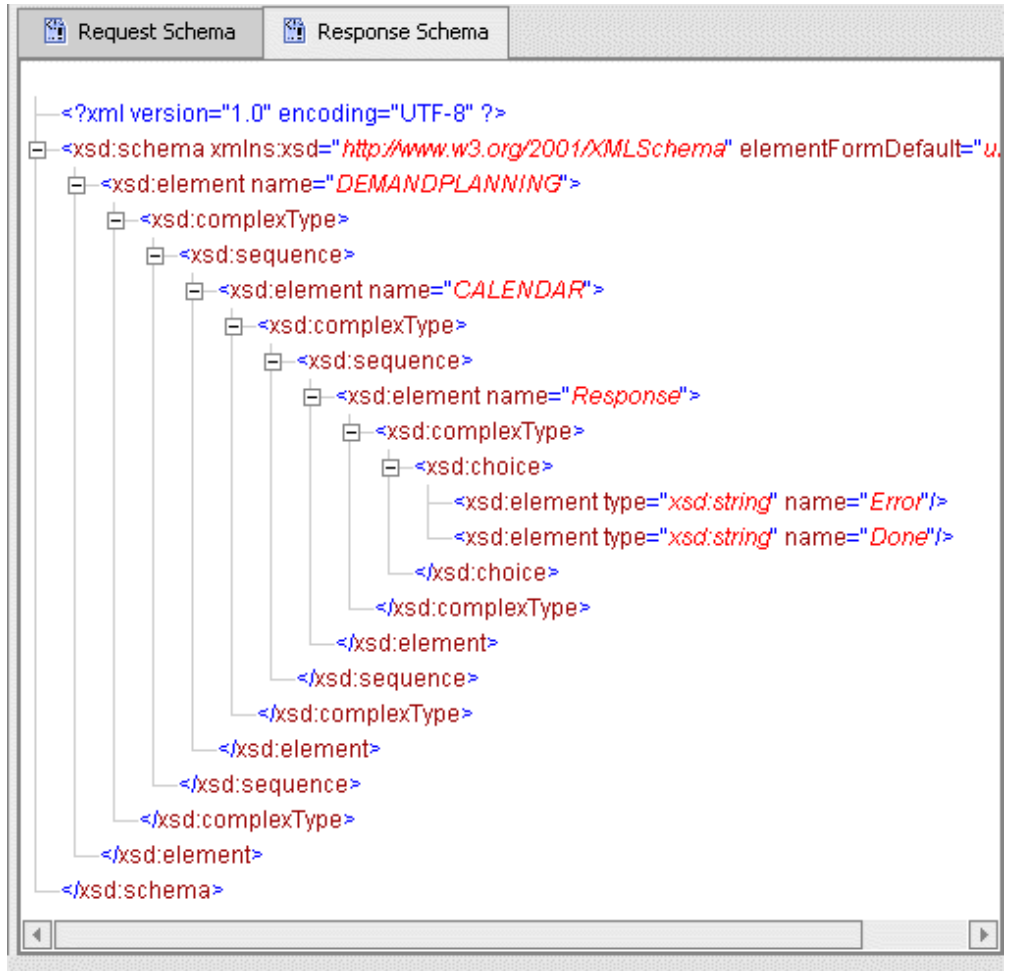 Request Schema
Response Schema
<?xml version="1.0" encoding="UTF-8" ?>
<xsd:schema xmlns:xsd="http://www.w3.org/2001/XMLSchema" elementFormDefault="u.
<xsd:element name="DEMANDPLANNING">
<xsd:complexType>
<xsd:sequence>
<xsd:element name="CALENDAR">
<xsd:complexType>
<xsd:sequence>
<xsd:element name="Response">
<xsd:complexType>
<xsd:choice>
<xsd:element type="xsd:string" name="Error"/>
<xsd:element type="xsd:string" name="Done"/>
</xsd:choice>
</xsd:complexType>
</xsd:element>
</xsd:sequence>
</xsd:complexType>
</xsd:element>
</xsd:sequence>
</xsd:complexType>
</xsd:element>
</xsd:schema>